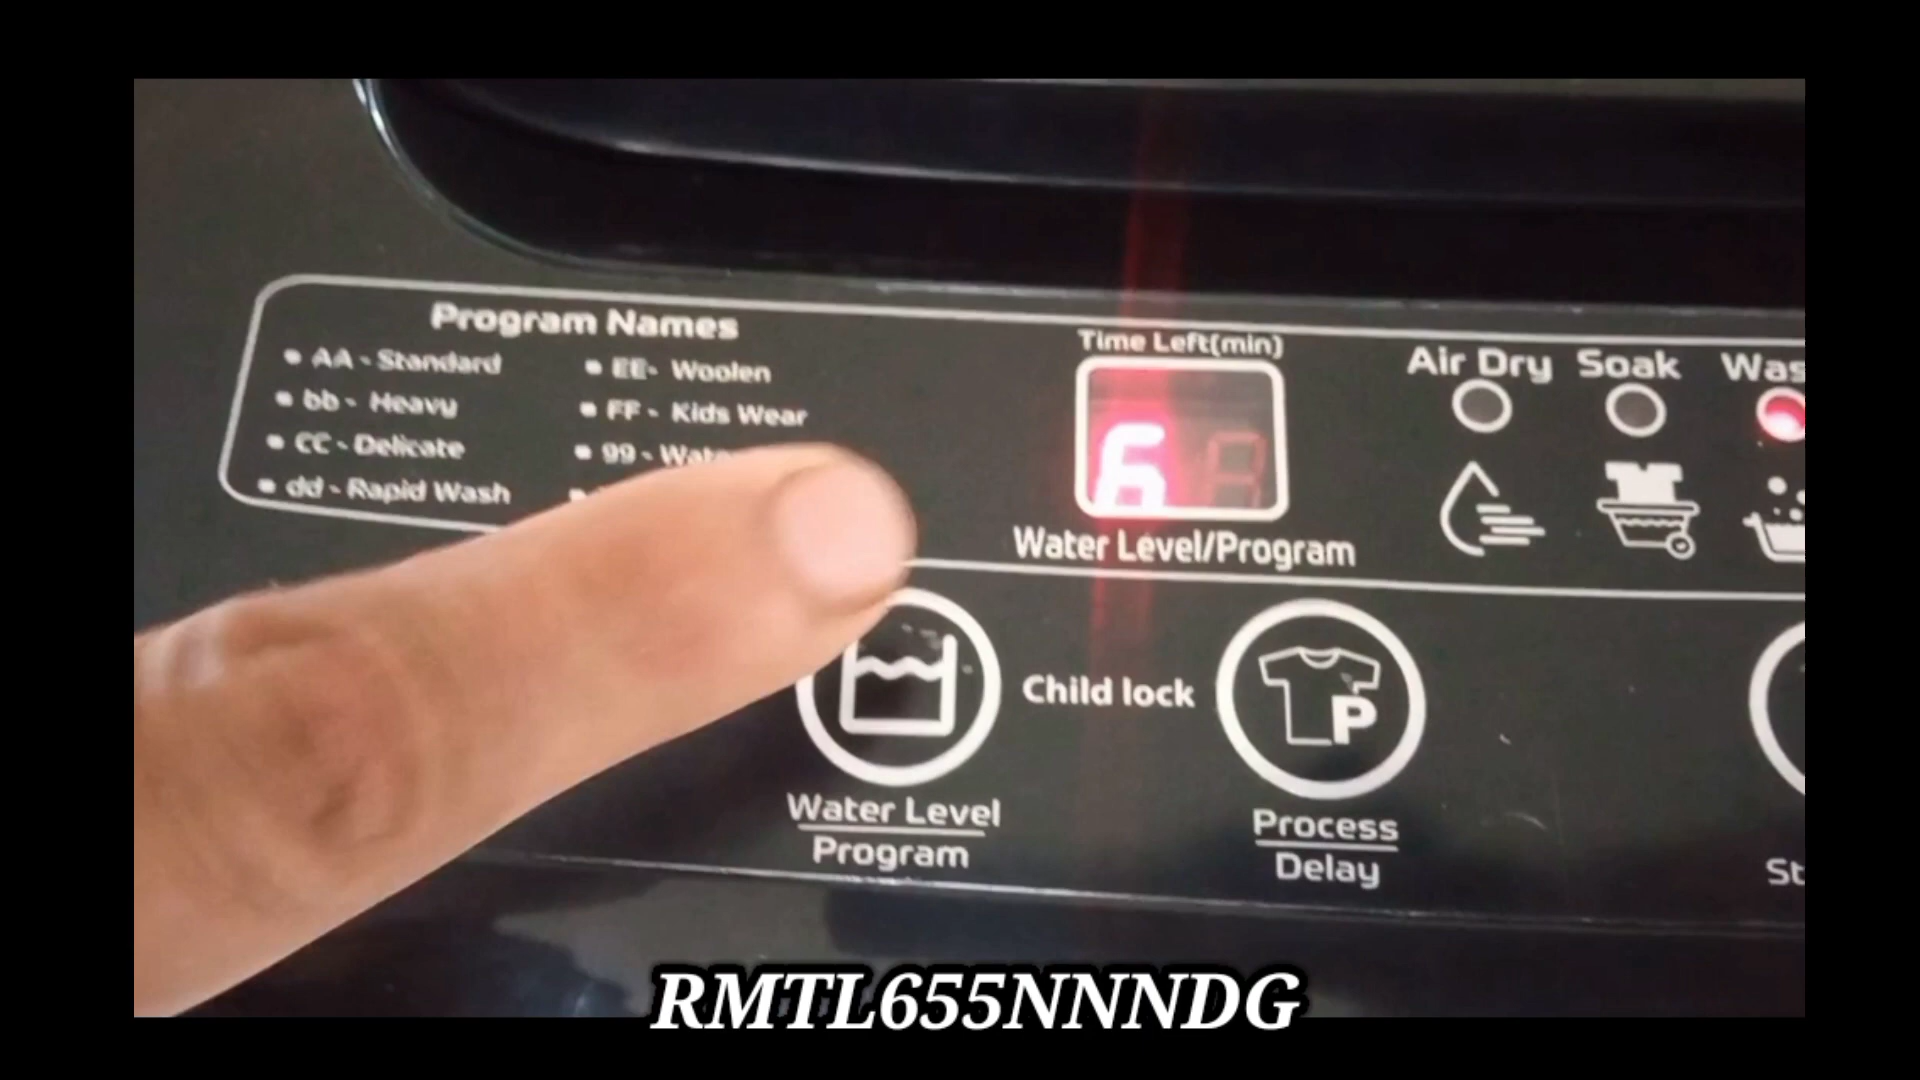 Program Names
• AA - Standard
• bb - Heavy
• CC - Delicate
• dd - Rapid Wash
• EE- Woolen
• FF - Kids Wear
• 99 -
Time Left(min)
6
Water Level/Program
Air Dry
Soak
Child lock
P
Water Level
Program
Process
Delay
RMTL655NNNDG